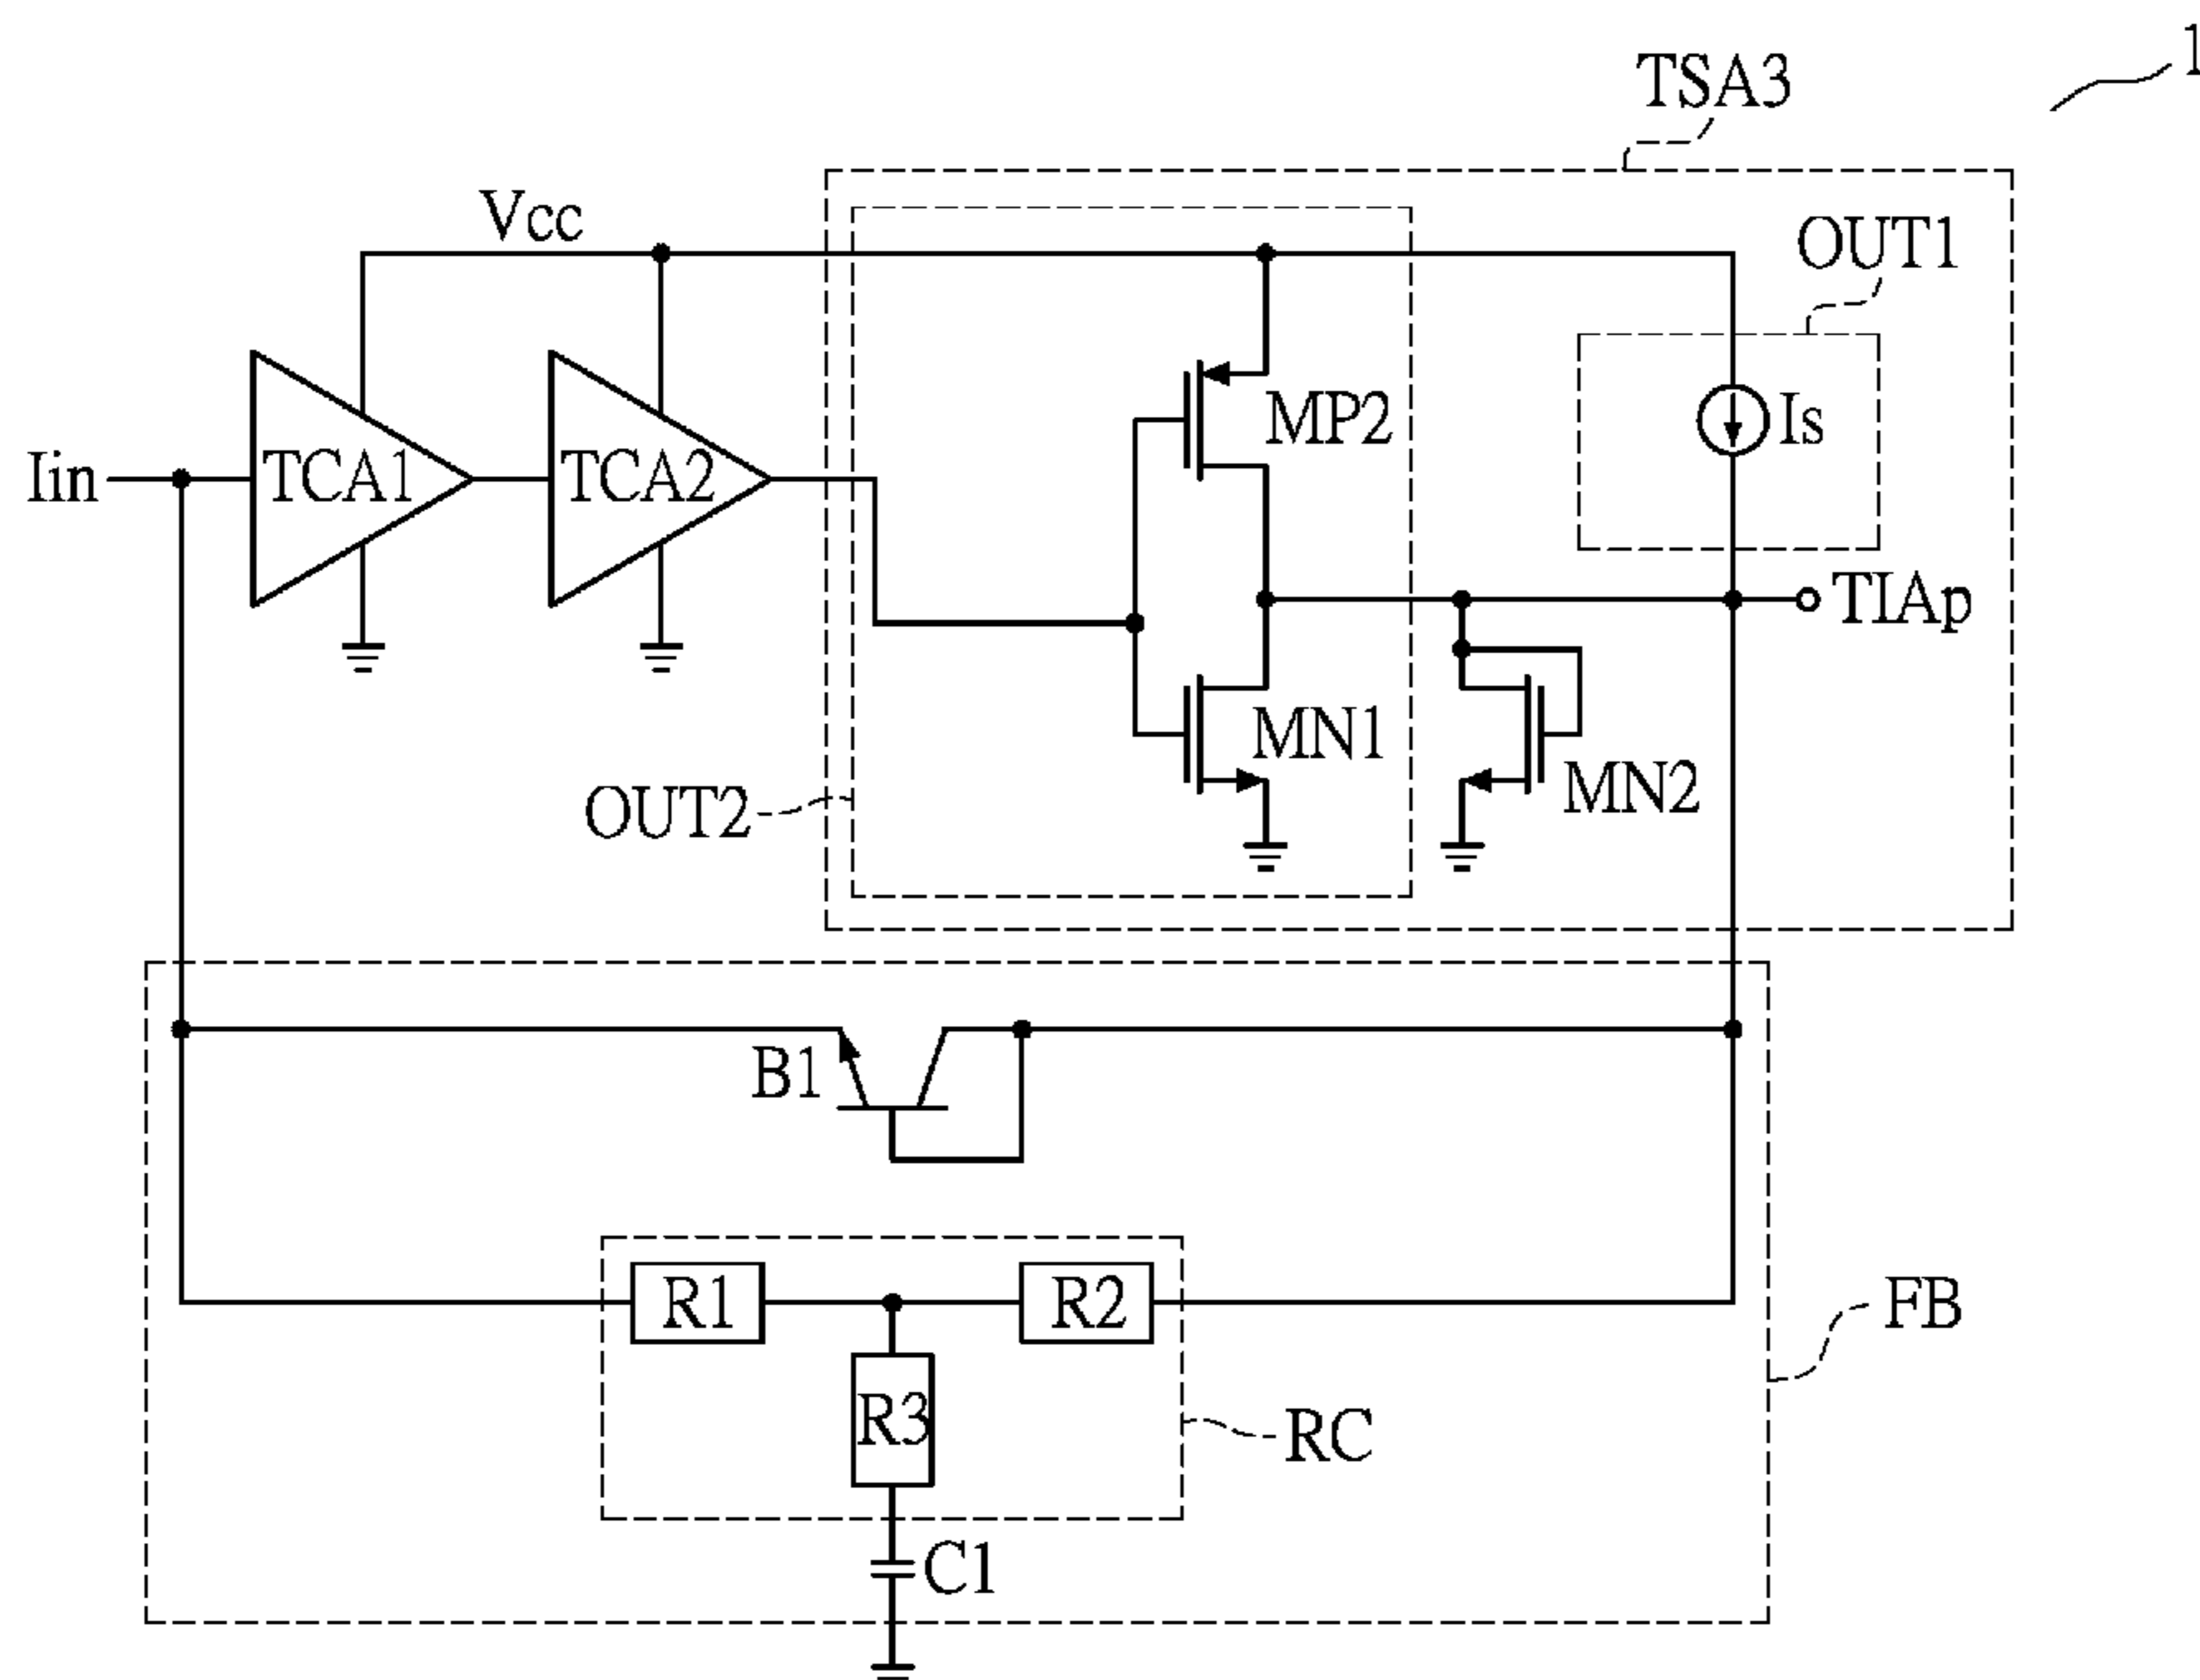 1
TSA3
Vcc
OUT1
MP2
Is
Iin
TCA1
TCA2
TIAp
MN1
MN2
OUT2
B1
R1
R2
FB
R3
RC
C1